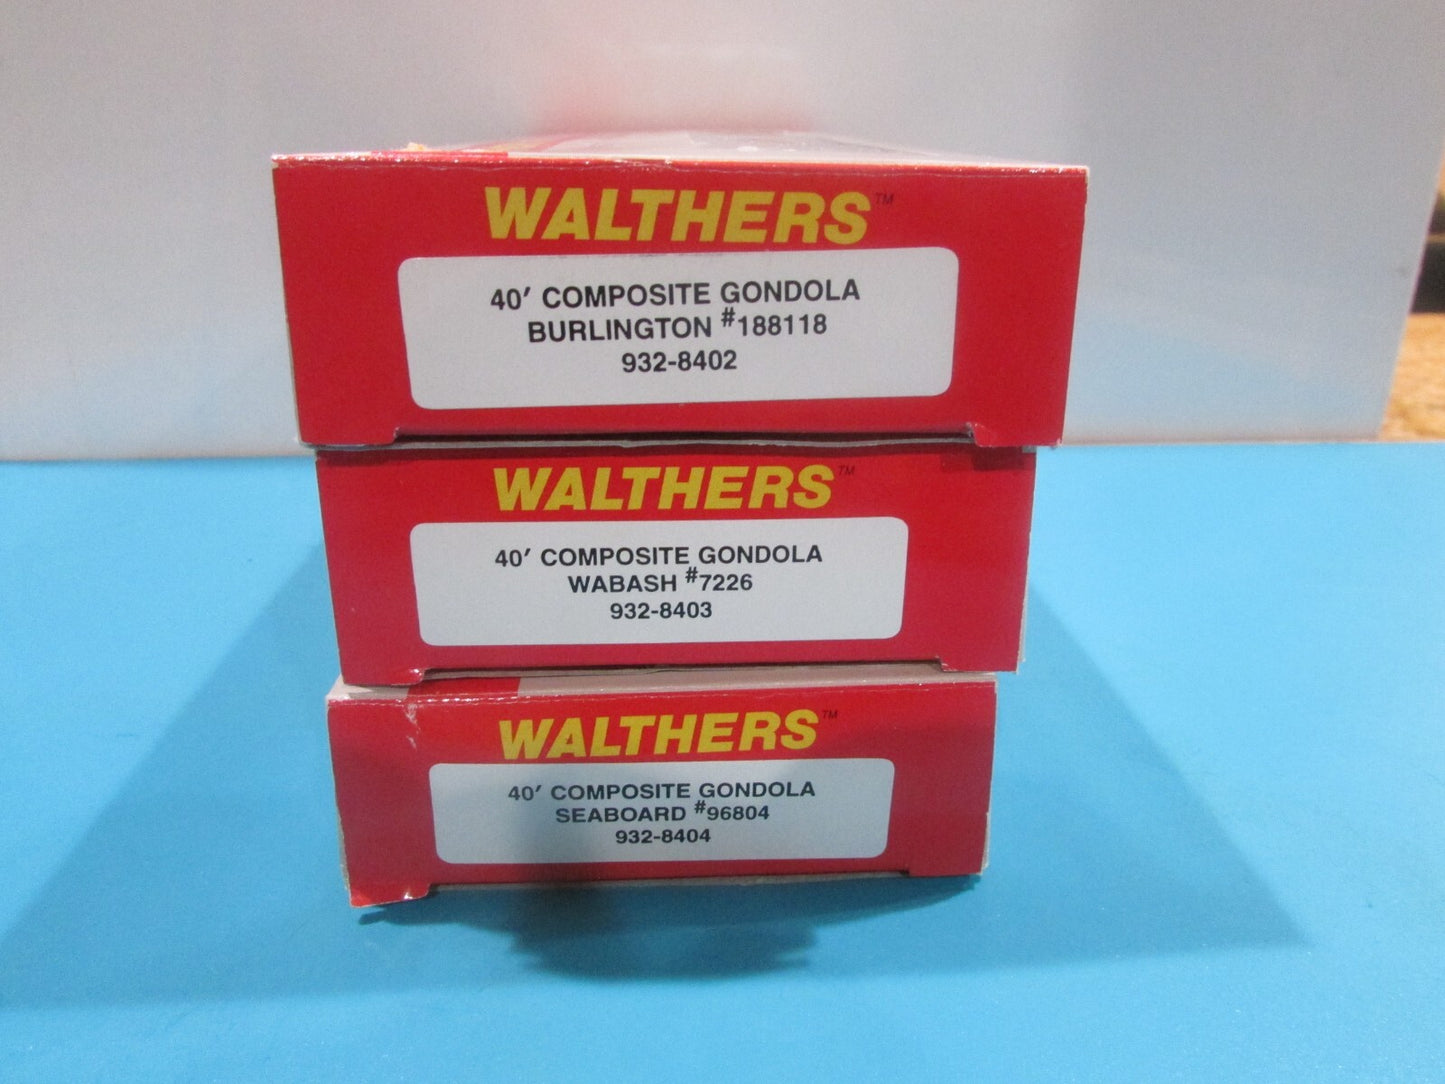 WALTHERS™
40′ COMPOSITE GONDOLA
BURLINGTON #188118
932-8402
WALTHERS™
40′ COMPOSITE GONDOLA
WABASH #7226
932-8403
WALTHERS™
40′ COMPOSITE GONDOLA
SEABOARD #96804
932-8404